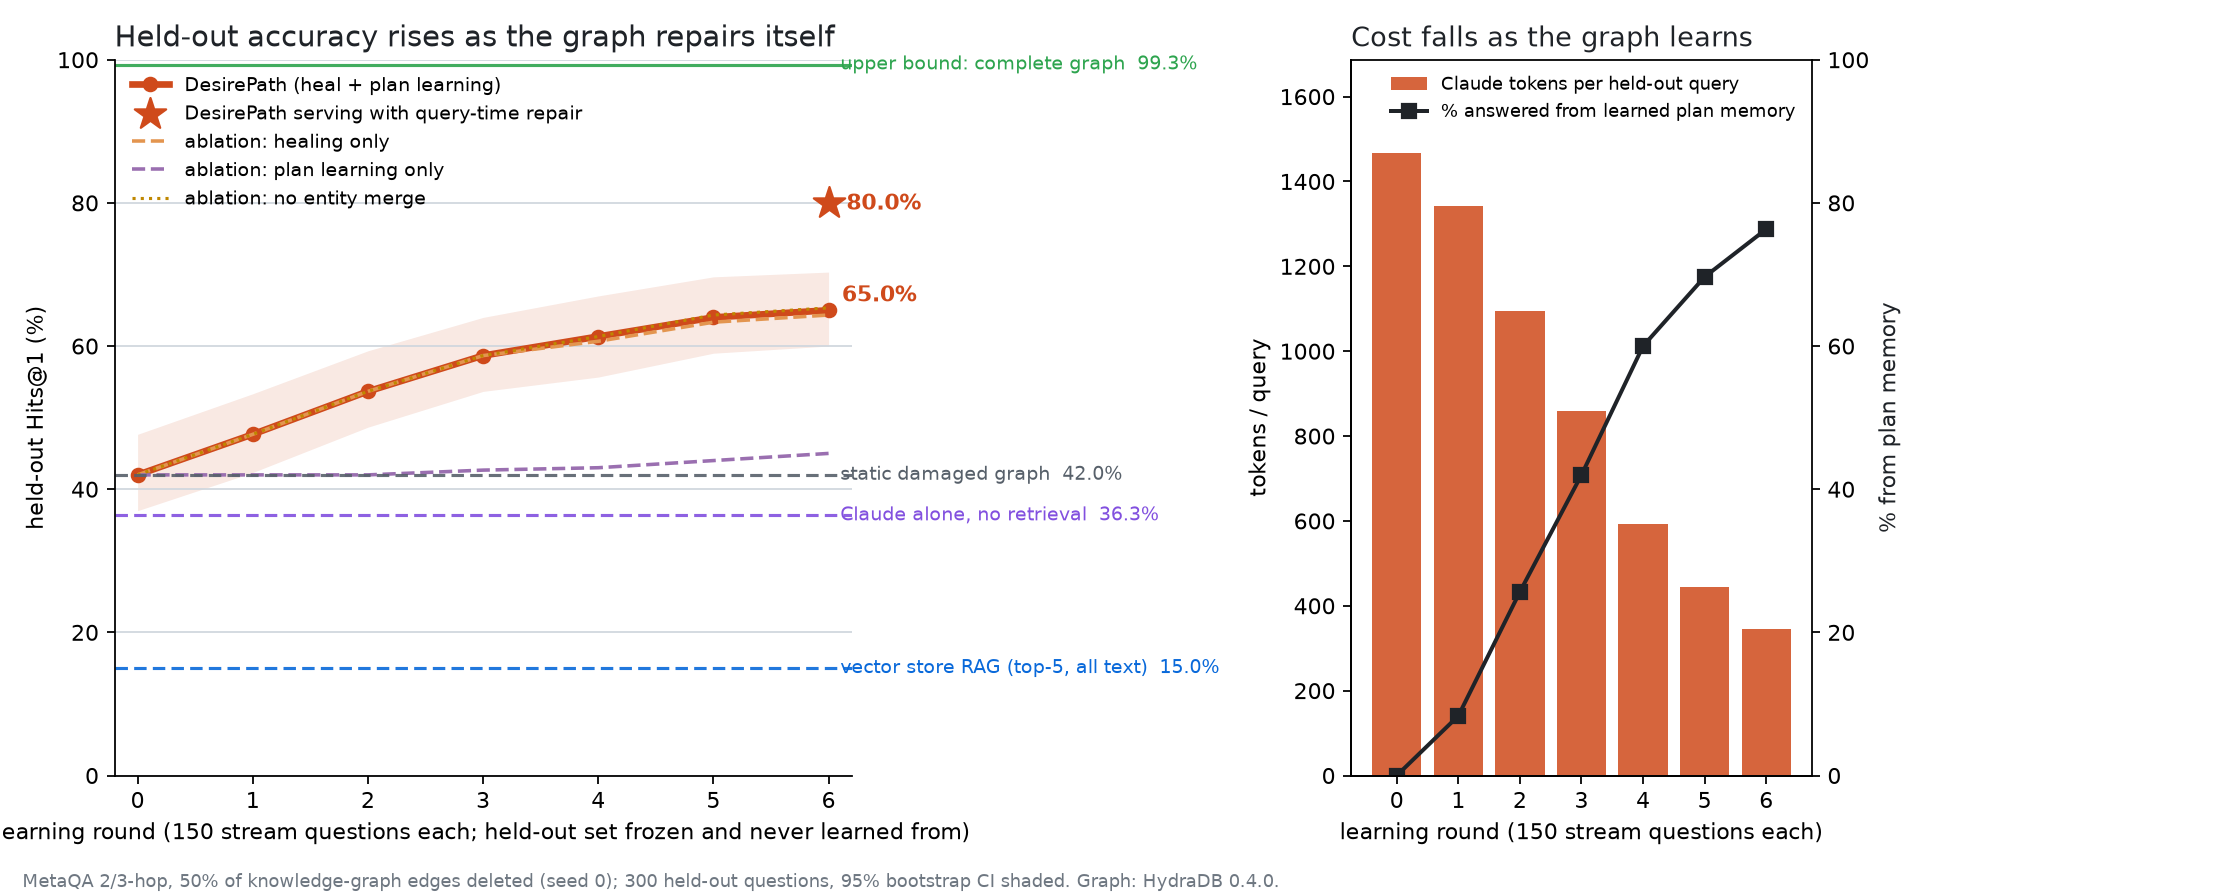 Held-out accuracy rises as the graph repairs itself
100
80
60
40
20
0
held-out Hits@1 (%)
DesirePath (heal + plan learning)
DesirePath serving with query-time repair
ablation: healing only
ablation: plan learning only
ablation: no entity merge
upper bound: complete graph 99.3%
80.0%
65.0%
static damaged graph 42.0%
Claude alone, no retrieval 36.3%
vector store RAG (top-5, all text) 15.0%
0 1 2 3 4 5 6
earning round (150 stream questions each; held-out set frozen and never learned from)
Cost falls as the graph learns
Claude tokens per held-out query
% answered from learned plan memory
1600
1400
1200
1000
800
600
400
200
0
tokens / query
100
80
60
40
20
0
% from plan memory
0 1 2 3 4 5 6
learning round (150 stream questions each)
MetaQA 2/3-hop, 50% of knowledge-graph edges deleted (seed 0); 300 held-out questions, 95% bootstrap CI shaded. Graph: HydraDB 0.4.0.